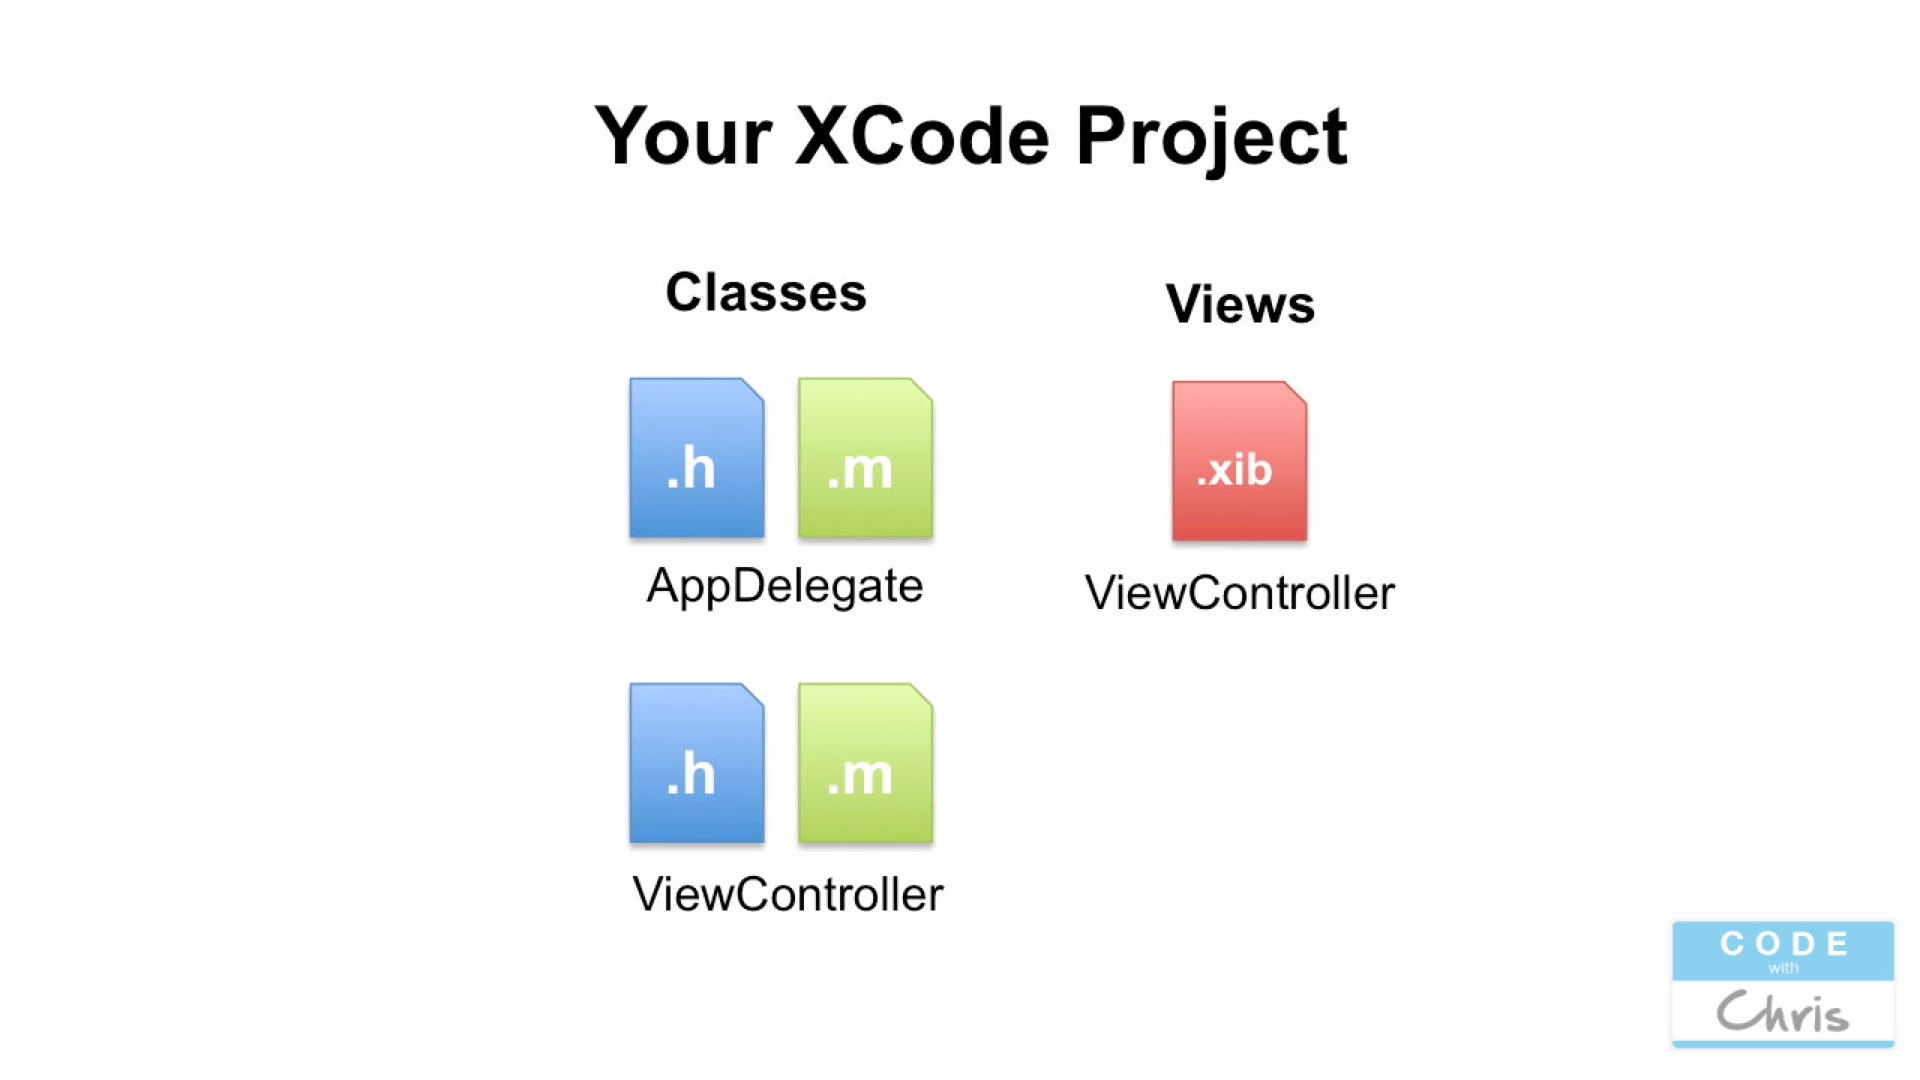 Your XCode Project
Classes
.h .m
AppDelegate
.h .m
ViewController
Views
.xib
ViewController
CODE
with
Chris